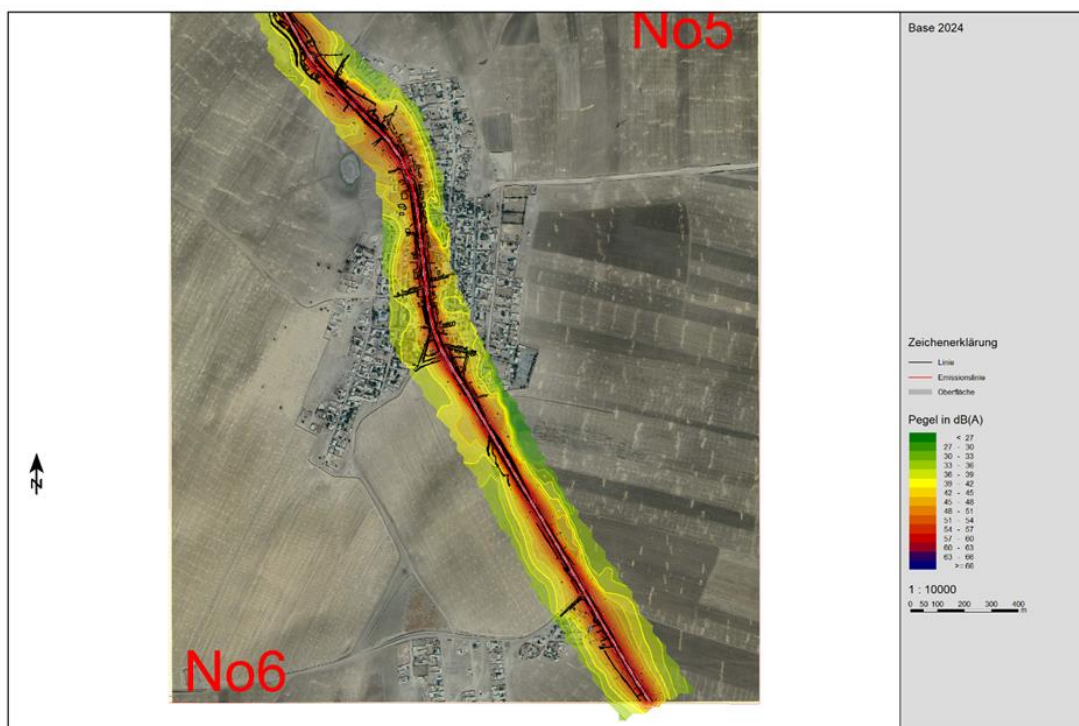 No5
No6
Z
Base 2024
Zeichenerklärung
Linie
Emissionslinie
Oberfläche
Pegel in dB(A)
< 27
27 - 30
30 - 33
33 - 36
36 - 39
39 - 42
42 - 45
45 - 48
48 - 51
51 - 54
54 - 57
57 - 60
60 - 63
63 - 66
>= 66
1 : 10000
0 50 100 200 300 400
m